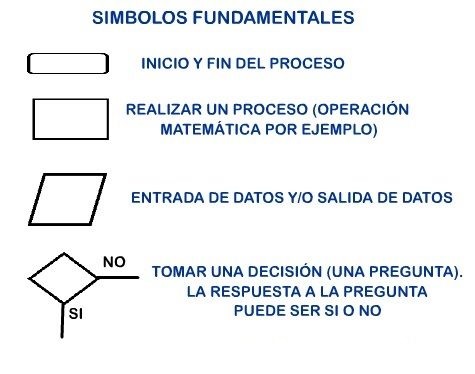 SIMBOLOS FUNDAMENTALES
INICIO Y FIN DEL PROCESO
REALIZAR UN PROCESO (OPERACIÓN
MATEMÁTICA POR EJEMPLO)
ENTRADA DE DATOS Y/O SALIDA DE DATOS
NO
TOMAR UNA DECISIÓN (UNA PREGUNTA).
LA RESPUESTA A LA PREGUNTA
PUEDE SER SI O NO
SI